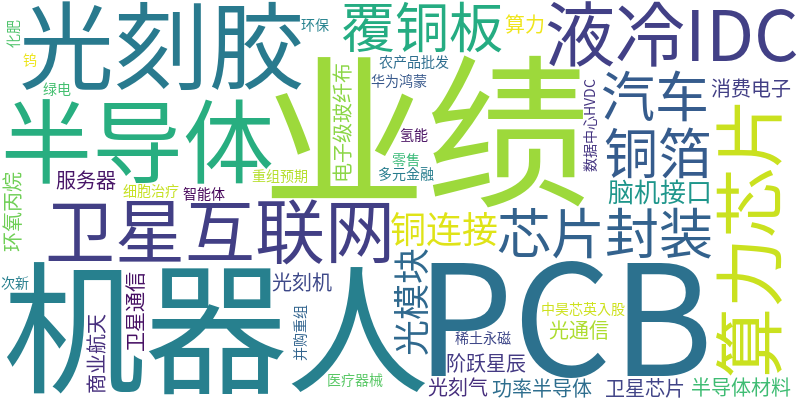 光刻胶
化肥
环保
钨
绿电
覆铜板
算力
液冷IDC
农产品批发
华为鸿蒙
半导体
业绩
电子级玻纤布
氢能
零售
多元金融
数据中心HVDC
汽车
消费电子
铜箔
算力芯片
脑机接口
服务器
细胞治疗
智能体
重组预期
环氧丙烷
卫星互联网
铜连接
芯片封装
机器人
PCB
次新
商业航天
卫星通信
光刻机
并购重组
光模块
中昊芯英入股
光通信
稀土永磁
阶跃星辰
医疗器械
光刻气
功率半导体
卫星芯片
半导体材料